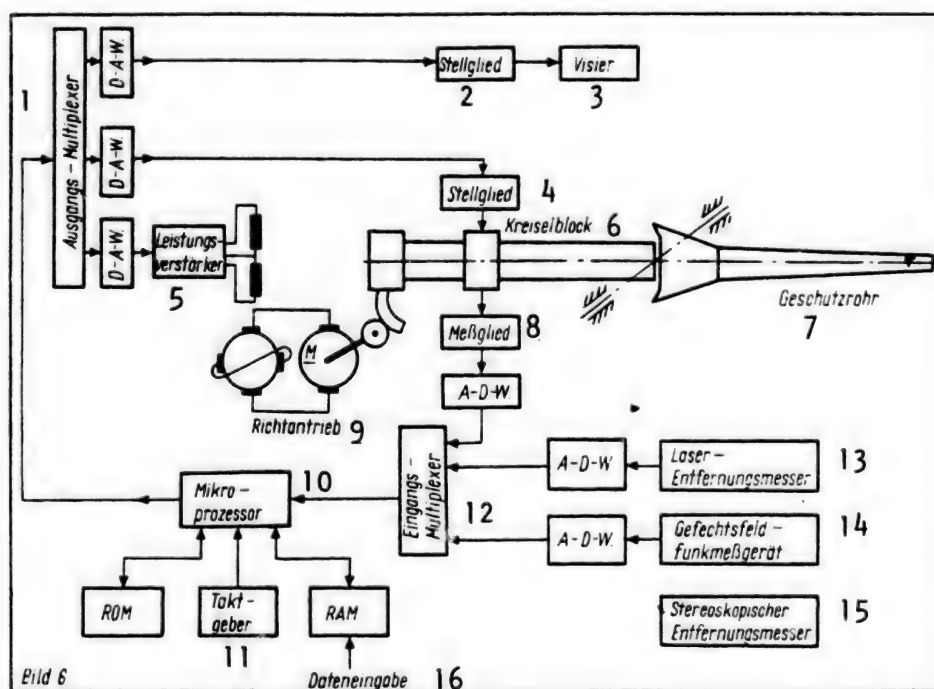 1
Ausgangs-Multiplexer
D-A-W.
D-A-W.
D-A-W.
Stellglied
2
Visier
3
Stellglied
4
Kreiselblock 6
Leistungs-
verstärker
5
Geschützrohr
7
Meßglied
8
M
Richtantrieb 9
A-D-W.
Eingangs-
Multiplexer
12
A-D-W.
Laser-
Entfernungsmesser
13
A-D-W.
Gefechtsfeld-
funkmeßgerät
14
Stereoskopischer
Entfernungsmesser
15
Mikro-
prozessor
10
ROM
Takt-
geber
11
RAM
Bild 6
Dateneingabe 16